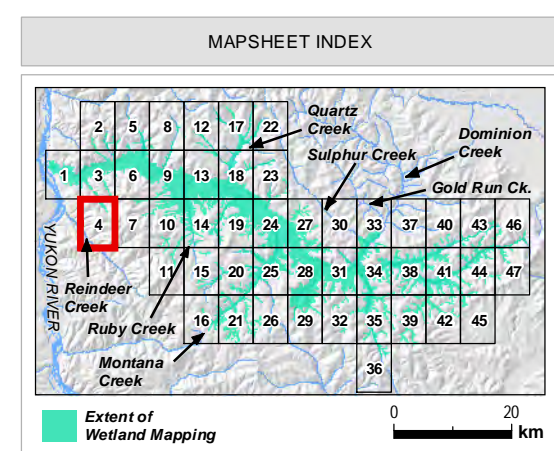 MAPSHEET INDEX
Quartz
Creek
Dominion
Creek
Sulphur Creek
Gold Run Ck.
2 5 8 12 17 22
1 3 6 9 13 18 23
4 7 10 14 19 24 27 30 33 37 40 43 46
11 15 20 25 28 31 34 38 41 44 47
16 21 26 29 32 35 39 42 45
36
YUKON RIVER
Reindeer
Creek
Ruby Creek
Montana
Creek
Extent of
Wetland Mapping
0 20
km